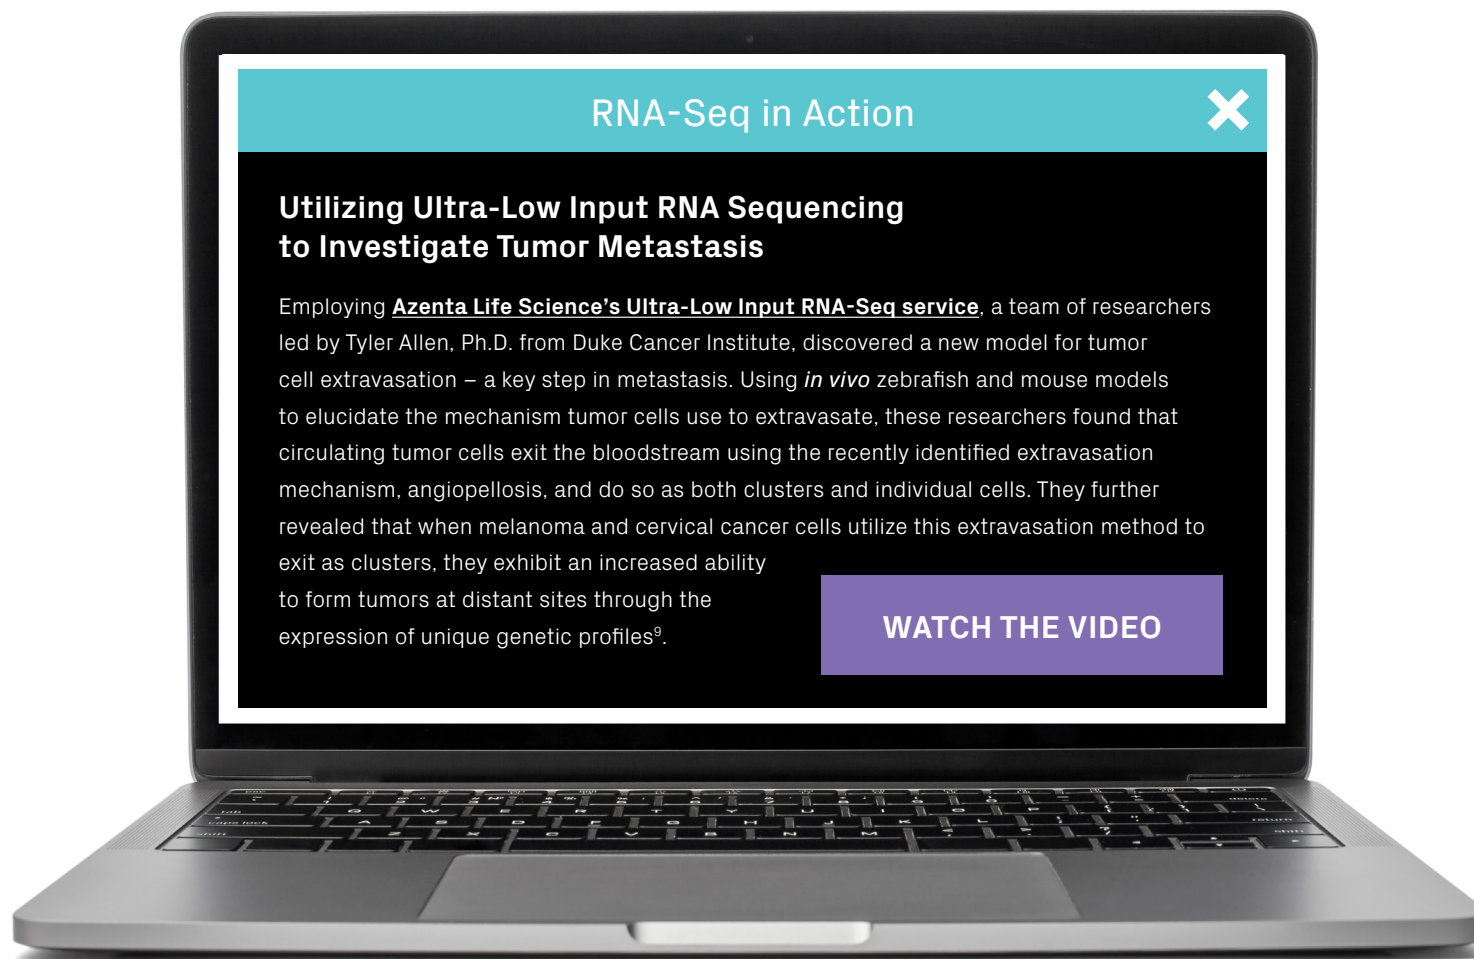 RNA-Seq in Action
Utilizing Ultra-Low Input RNA Sequencing
to Investigate Tumor Metastasis
Employing Azenta Life Science’s Ultra-Low Input RNA-Seq service, a team of researchers
led by Tyler Allen, Ph.D. from Duke Cancer Institute, discovered a new model for tumor
cell extravasation – a key step in metastasis. Using in vivo zebrafish and mouse models
to elucidate the mechanism tumor cells use to extravasate, these researchers found that
circulating tumor cells exit the bloodstream using the recently identified extravasation
mechanism, angiopellosis, and do so as both clusters and individual cells. They further
revealed that when melanoma and cervical cancer cells utilize this extravasation method to
exit as clusters, they exhibit an increased ability
to form tumors at distant sites through the
expression of unique genetic profiles⁹.
WATCH THE VIDEO
tab Q W E R T Y U I O P
caps lock A S D F G H J K L return
shift Z X C V B N M shift